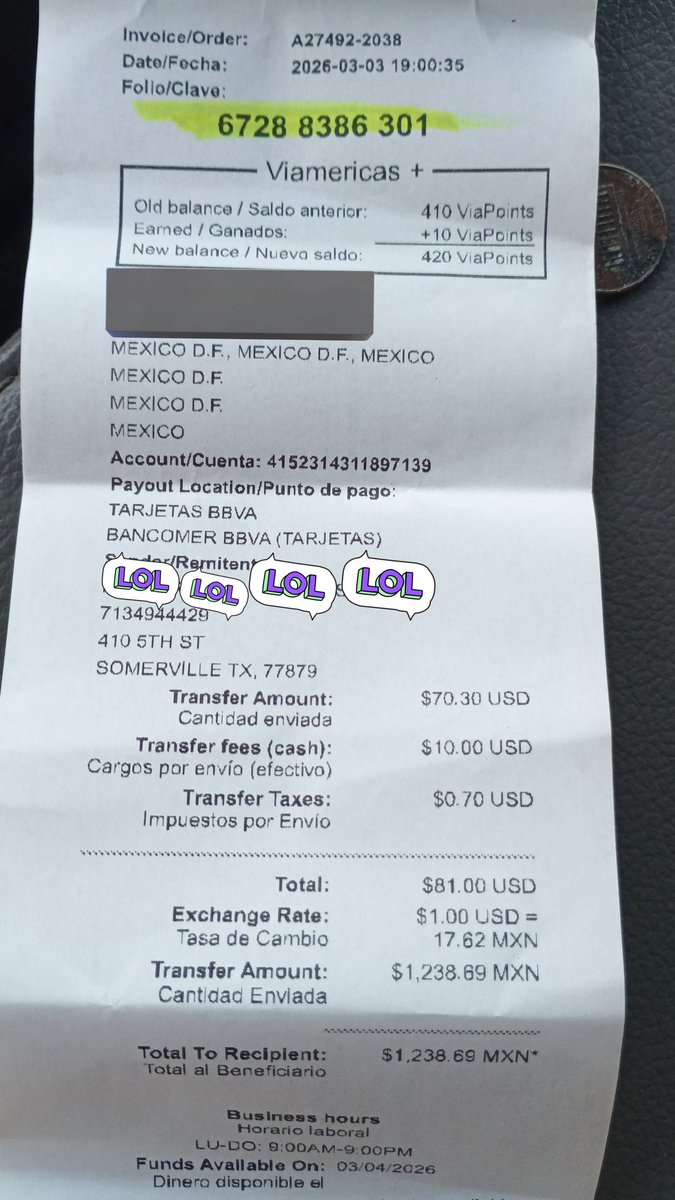 Invoice/Order: A27492-2038
Date/Fecha: 2026-03-03 19:00:35
Folio/Clave:
6728 8386 301
Viamericas +
Old balance / Saldo anterior: 410 ViaPoints
Earned / Ganados: +10 ViaPoints
New balance / Nuevo saldo: 420 ViaPoints
MEXICO D.F., MEXICO D.F., MEXICO
MEXICO D.F.
MEXICO D.F.
MEXICO
Account/Cuenta: 4152314311897139
Payout Location/Punto de pago:
TARJETAS BBVA
BANCOMER BBVA (TARJETAS)
LOL LOL LOL LOL
7134944429
410 5TH ST
SOMERVILLE TX, 77879
Transfer Amount: $70.30 USD
Cantidad enviada
Transfer fees (cash): $10.00 USD
Cargos por envío (efectivo)
Transfer Taxes: $0.70 USD
Impuestos por Envío
Total: $81.00 USD
Exchange Rate: $1.00 USD =
Tasa de Cambio 17.62 MXN
Transfer Amount: $1,238.69 MXN
Cantidad Enviada
Total To Recipient: $1,238.69 MXN*
Total al Beneficiario
Business hours
Horario laboral
LU-DO: 9:00AM-9:00PM
Funds Available On: 03/04/2026
Dinero disponible el